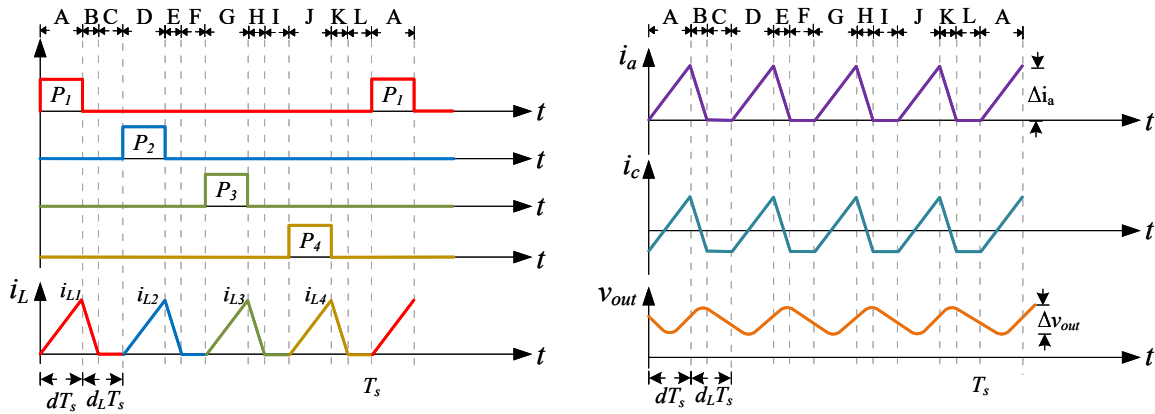 A B C D E F G H I J K L A
P1 P1 t
P2 t
P3 t
P4 t
iL iL1 iL2 iL3 iL4 t
dTs dLTs Ts
A B C D E F G H I J K L A
ia Δia t
ic t
vout Δvout t
dTs dLTs Ts